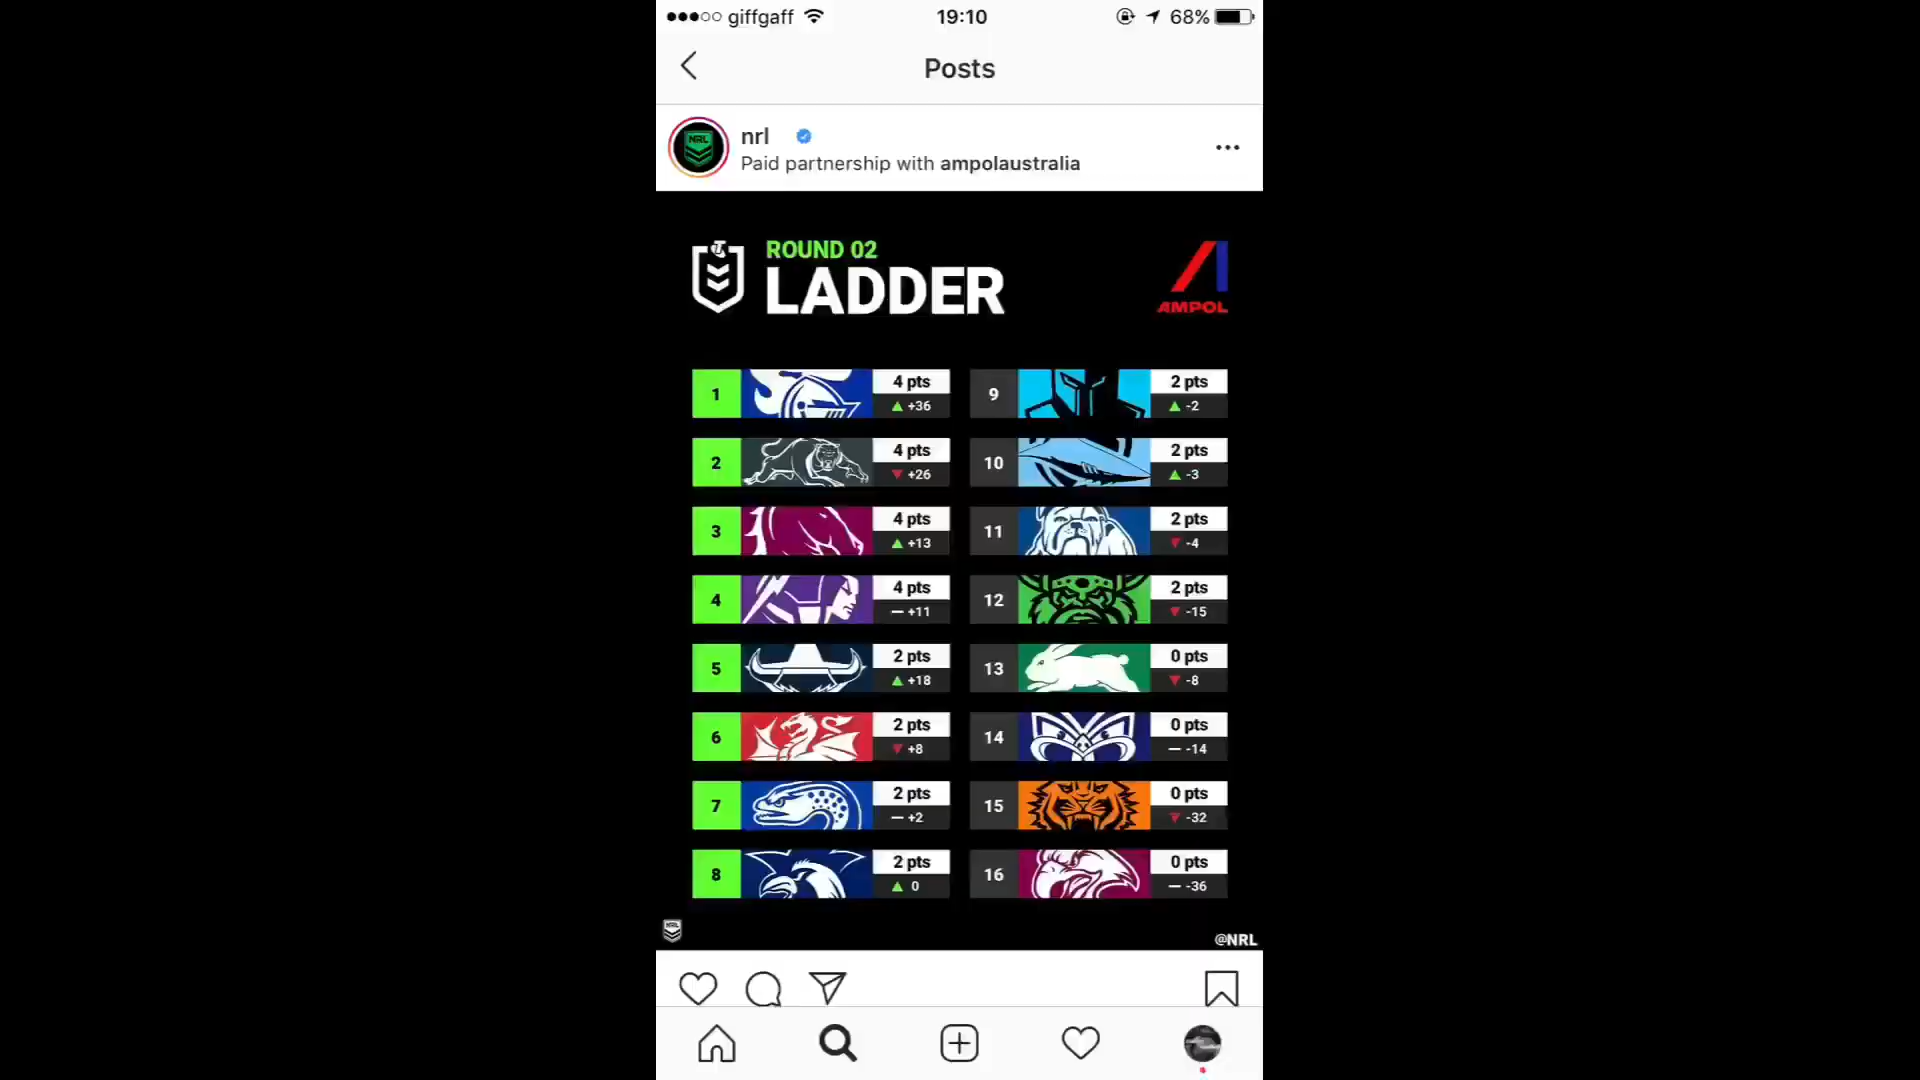 giffgaff 19:10 68%
Posts
nrl
Paid partnership with ampolaustralia
NRL
ROUND 02
LADDER
AMPOL
1 4 pts
+36
2 4 pts
+26
3 4 pts
+13
4 4 pts
+11
5 2 pts
+18
6 2 pts
+8
7 2 pts
+2
8 2 pts
0
9 2 pts
-2
10 2 pts
-3
11 2 pts
-4
12 2 pts
-15
13 0 pts
-8
14 0 pts
-14
15 0 pts
-32
16 0 pts
-36
NRL
@NRL